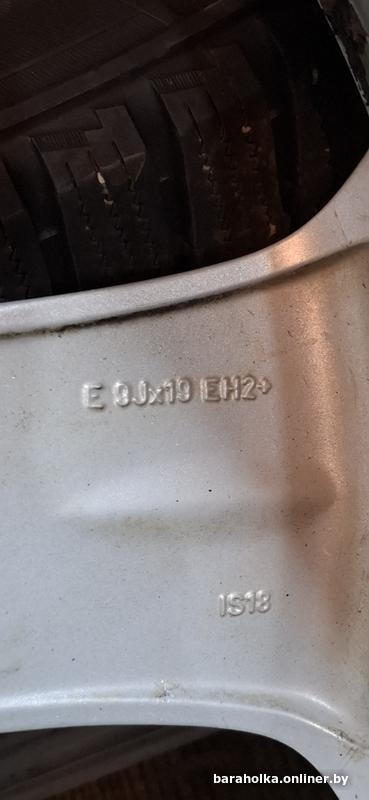 E 9Jx19 EH2+
IS18
baraholka.onliner.by